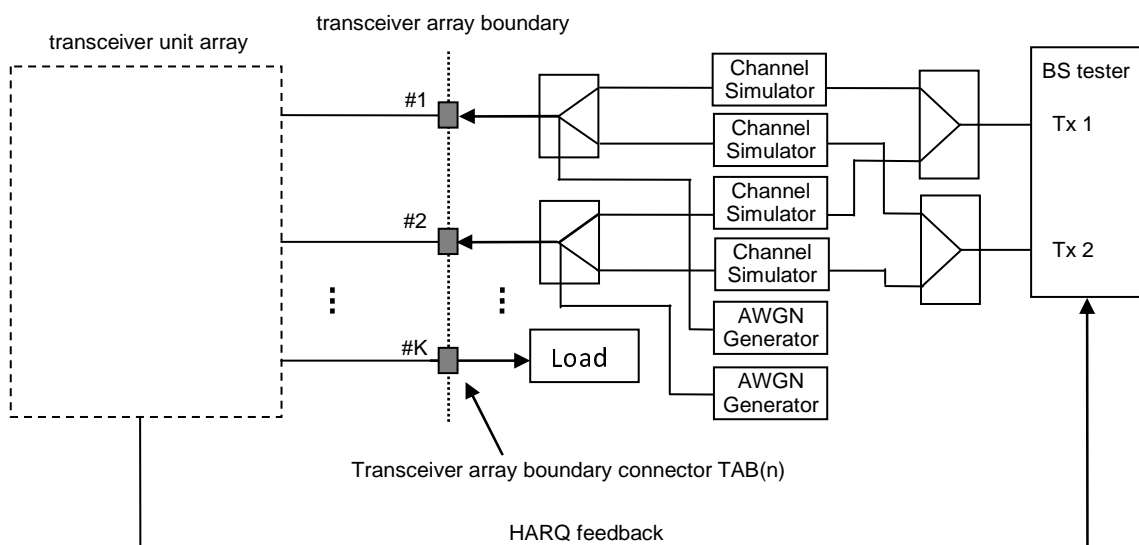 transceiver array boundary
transceiver unit array
Channel
Simulator
BS tester
#1
Tx 1
Channel
Simulator
Channel
Simulator
#2
Tx 2
Channel
Simulator
AWGN
Generator
#K
Load
AWGN
Generator
Transceiver array boundary connector TAB(n)
HARQ feedback